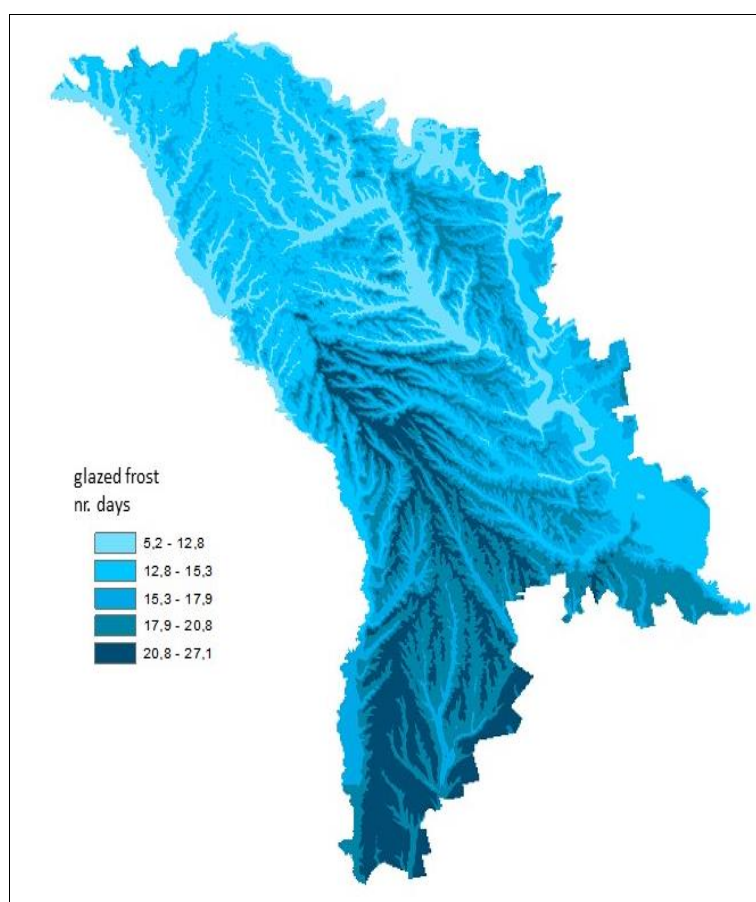 glazed frost
nr. days
5,2 - 12,8
12,8 - 15,3
15,3 - 17,9
17,9 - 20,8
20,8 - 27,1